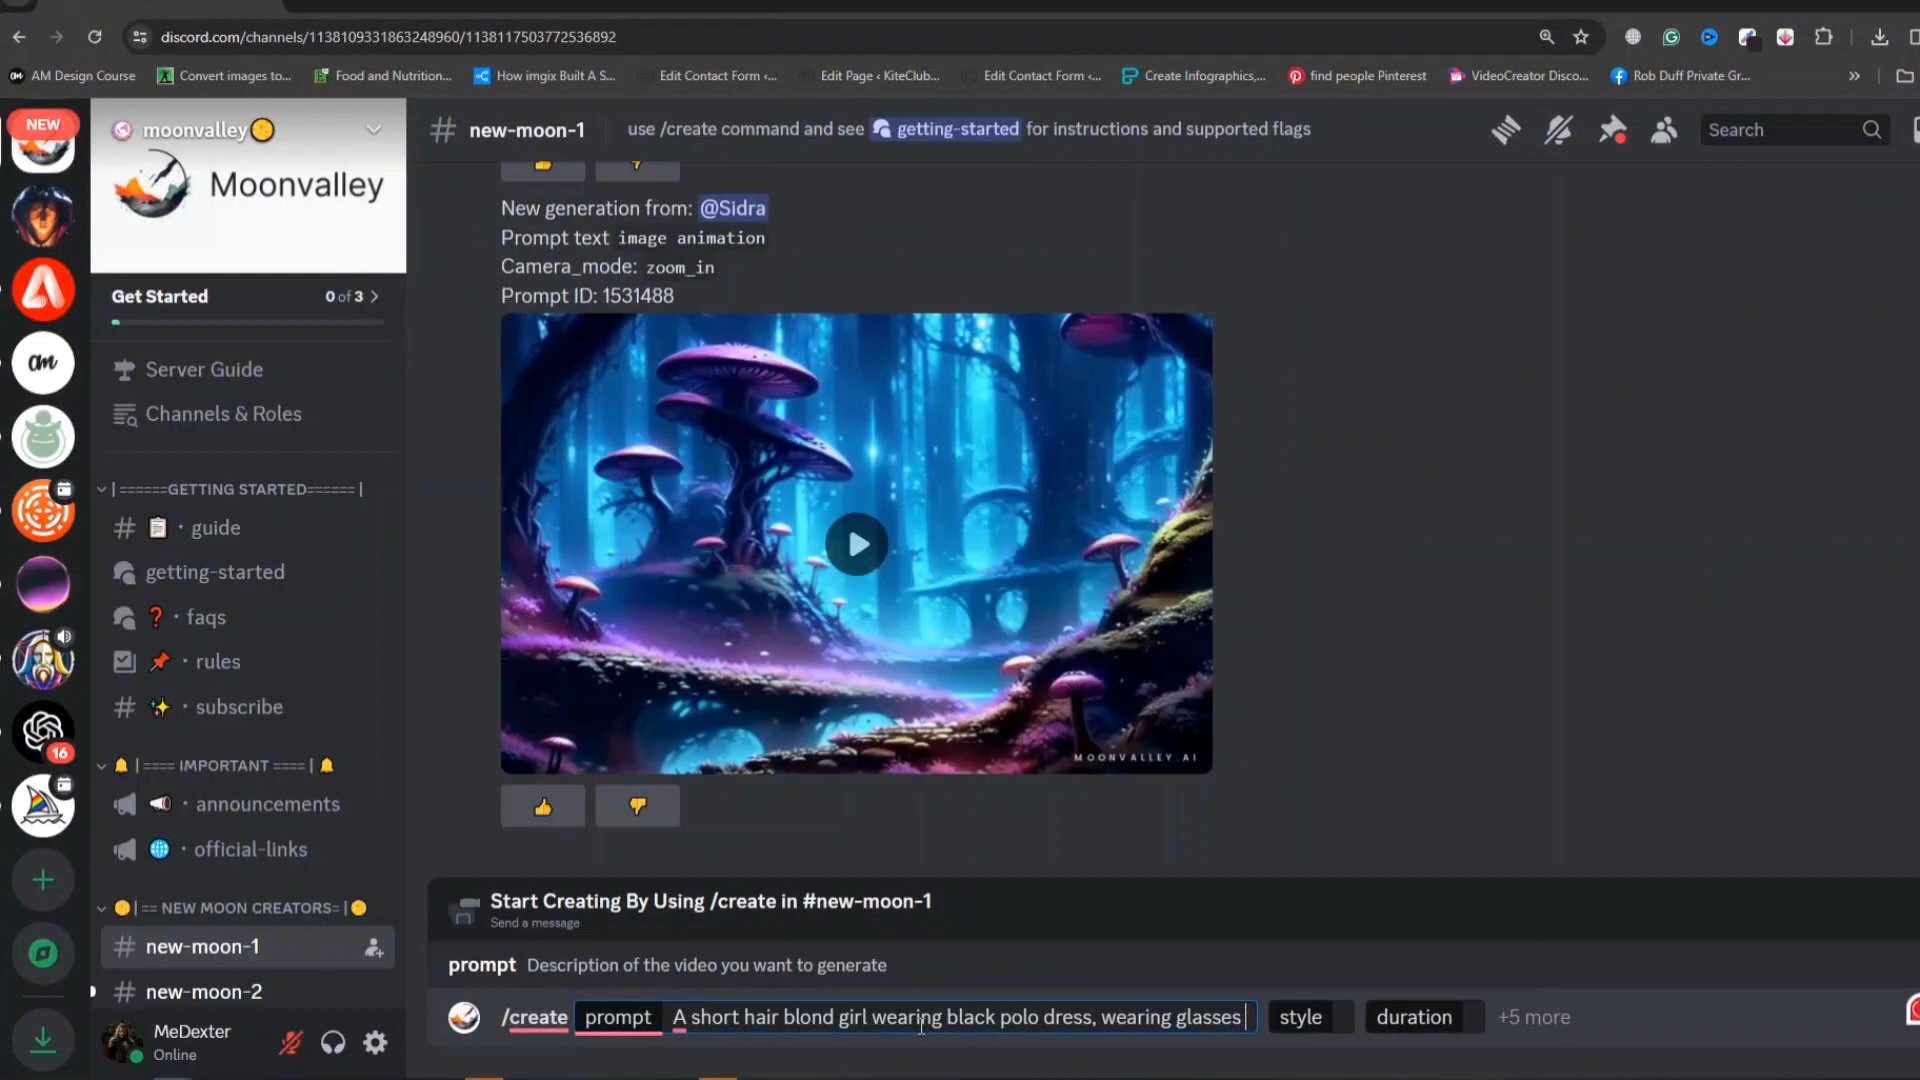 discord.com/channels/1138109331863248960/1138117503772536892
AM Design Course
Convert images to...
Food and Nutrition...
How imgix Built A S...
Edit Contact Form ‹...
Edit Page ‹ KiteClub...
Edit Contact Form ‹...
Create Infographics,...
find people Pinterest
VideoCreator Disco...
Rob Duff Private Gr...
NEW
moonvalley
Moonvalley
# new-moon-1
use /create command and see getting-started for instructions and supported flags
Search
Get Started
0 of 3
Server Guide
Channels & Roles
|======GETTING STARTED======|
guide
getting-started
faqs
rules
subscribe
|==== IMPORTANT ====|
announcements
official-links
|== NEW MOON CREATORS=|
new-moon-1
new-moon-2
am
16
MeDexter
Online
New generation from: @Sidra
Prompt text image animation
Camera_mode: zoom_in
Prompt ID: 1531488
MOONVALLEY.AI
Start Creating By Using /create in #new-moon-1
Send a message
prompt Description of the video you want to generate
/create prompt A short hair blond girl wearing black polo dress, wearing glasses style duration +5 more